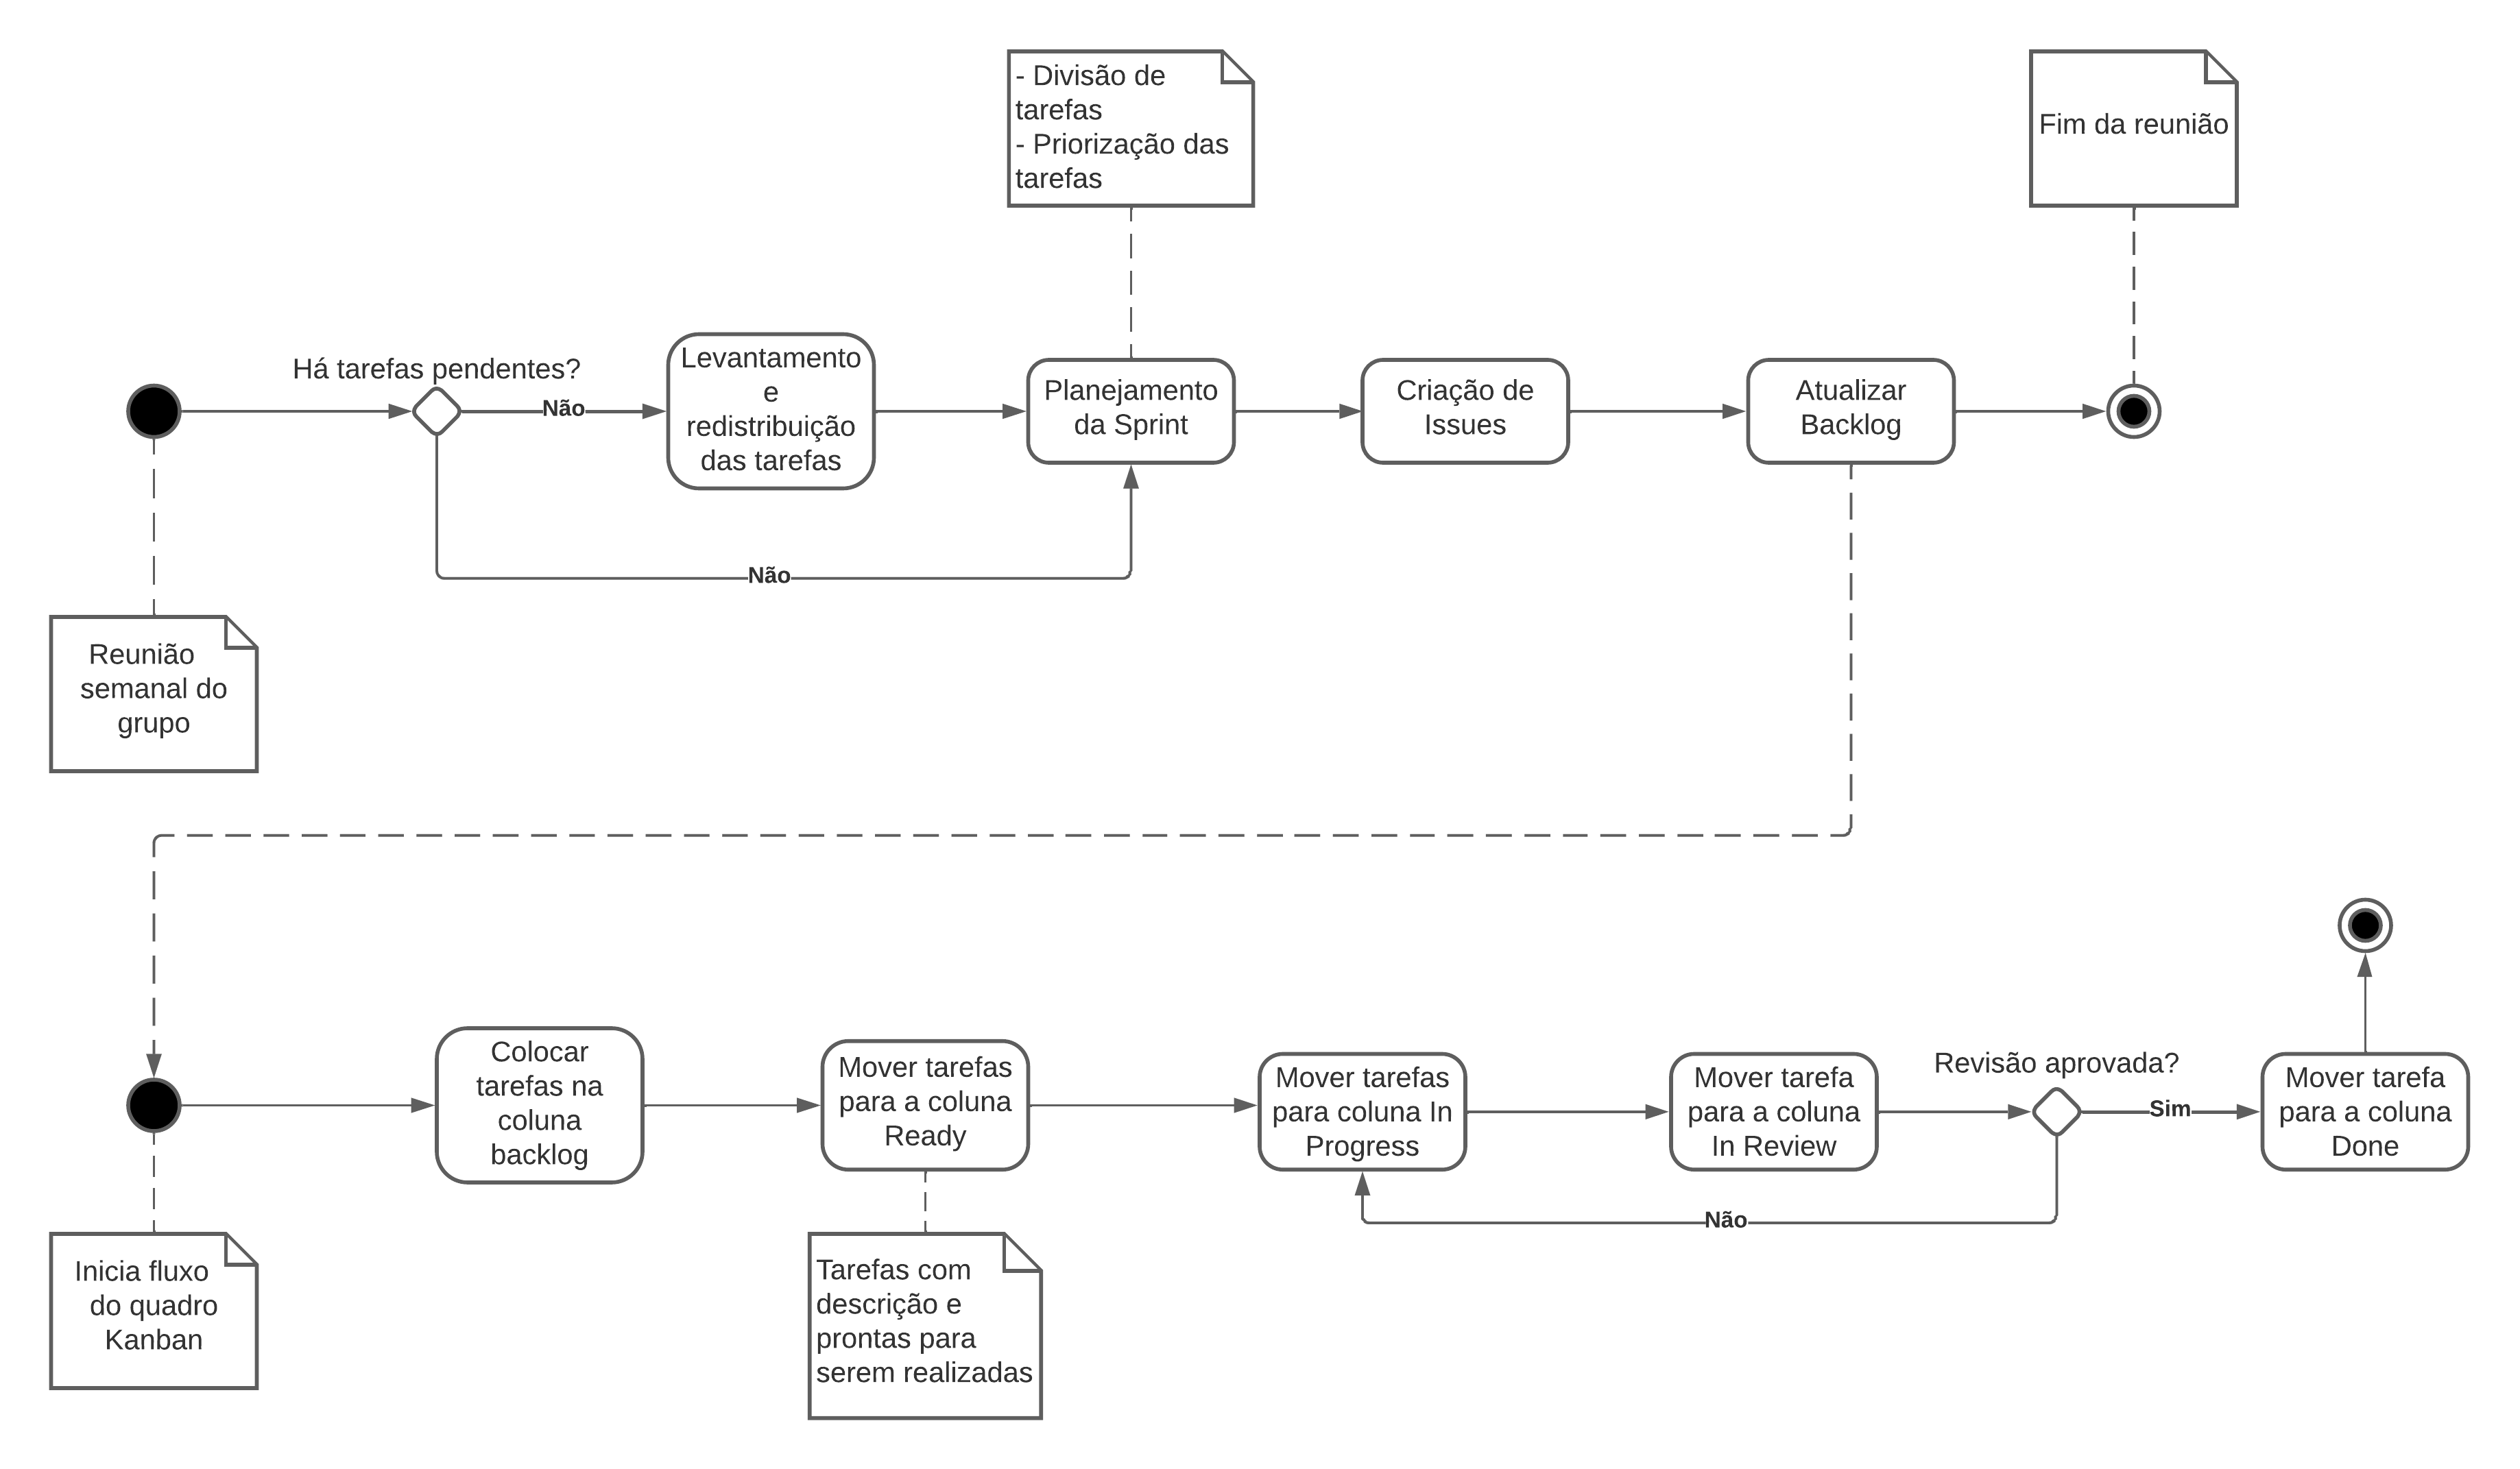 - Divisão de
tarefas
- Priorização das
tarefas
Fim da reunião
Há tarefas pendentes?
Não
Levantamento
e
redistribuição
das tarefas
Planejamento
da Sprint
Criação de
Issues
Atualizar
Backlog
Não
Reunião
semanal do
grupo
Colocar
tarefas na
coluna
backlog
Mover tarefas
para a coluna
Ready
Mover tarefas
para coluna In
Progress
Mover tarefa
para a coluna
In Review
Revisão aprovada?
Sim
Mover tarefa
para a coluna
Done
Não
Inicia fluxo
do quadro
Kanban
Tarefas com
descrição e
prontas para
serem realizadas